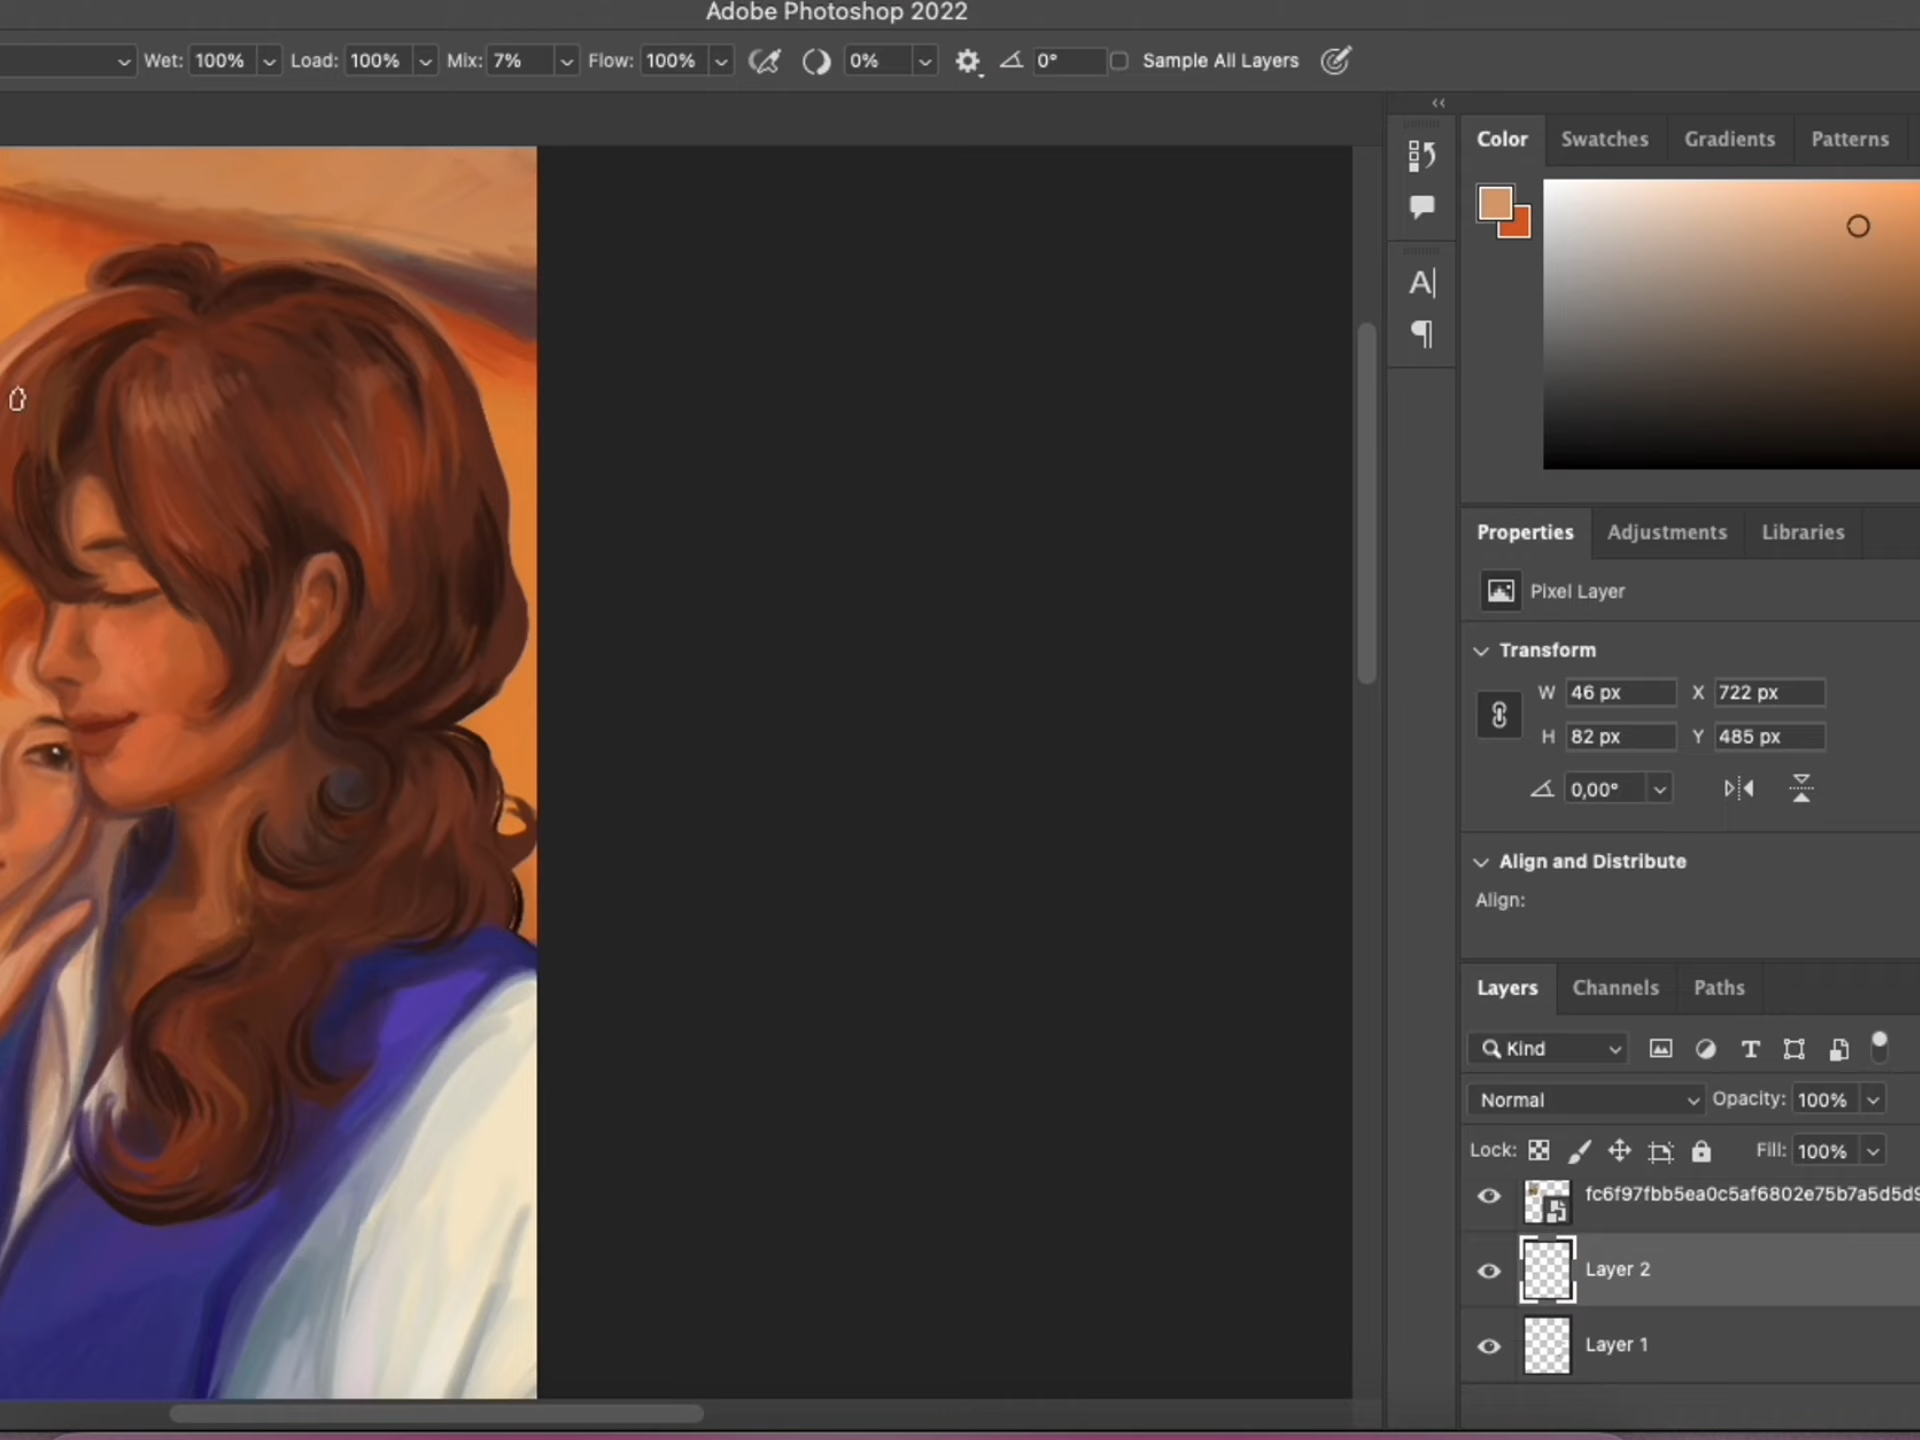 Adobe Photoshop 2022
Wet: 100% Load: 100% Mix: 7% Flow: 100% 0% 0° Sample All Layers
Color Swatches Gradients Patterns
Properties Adjustments Libraries
Pixel Layer
Transform
W 46 px X 722 px
H 82 px Y 485 px
0,00°
Align and Distribute
Align:
Layers Channels Paths
Kind
Normal Opacity: 100%
Lock: Fill: 100%
fc6f97fbb5ea0c5af6802e75b7a5d5d9
Layer 2
Layer 1